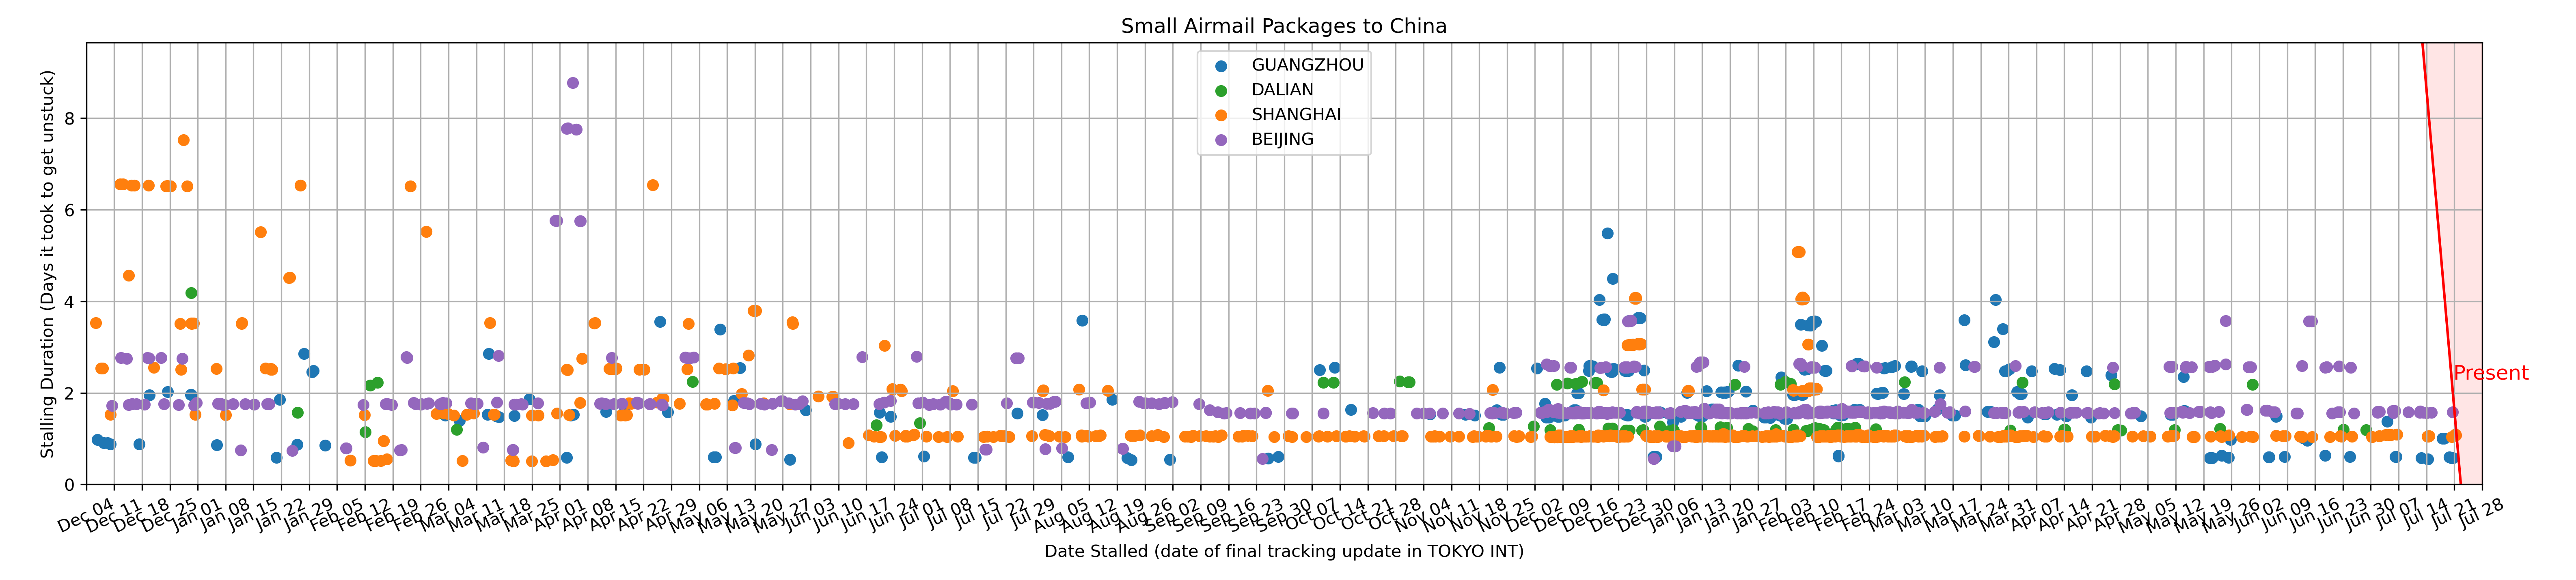 Small Airmail Packages to China
GUANGZHOU
DALIAN
SHANGHAI
BEIJING
Stalling Duration (Days it took to get unstuck)
8
6
4
2
0
Present
Dec 04
Dec 11
Dec 18
Dec 25
Jan 01
Jan 08
Jan 15
Jan 22
Jan 29
Feb 05
Feb 12
Feb 19
Feb 26
Mar 04
Mar 11
Mar 18
Mar 25
Apr 01
Apr 08
Apr 15
Apr 22
Apr 29
May 06
May 13
May 20
May 27
Jun 03
Jun 10
Jun 17
Jun 24
Jul 01
Jul 08
Jul 15
Jul 22
Jul 29
Aug 05
Aug 12
Aug 19
Aug 26
Sep 02
Sep 09
Sep 16
Sep 23
Sep 30
Oct 07
Oct 14
Oct 21
Oct 28
Nov 04
Nov 11
Nov 18
Nov 25
Dec 02
Dec 09
Dec 16
Dec 23
Dec 30
Jan 06
Jan 13
Jan 20
Jan 27
Feb 03
Feb 10
Feb 17
Feb 24
Mar 03
Mar 10
Mar 17
Mar 24
Mar 31
Apr 07
Apr 14
Apr 21
Apr 28
May 05
May 12
May 19
May 26
Jun 02
Jun 09
Jun 16
Jun 23
Jun 30
Jul 07
Jul 14
Jul 21
Jul 28
Date Stalled (date of final tracking update in TOKYO INT)